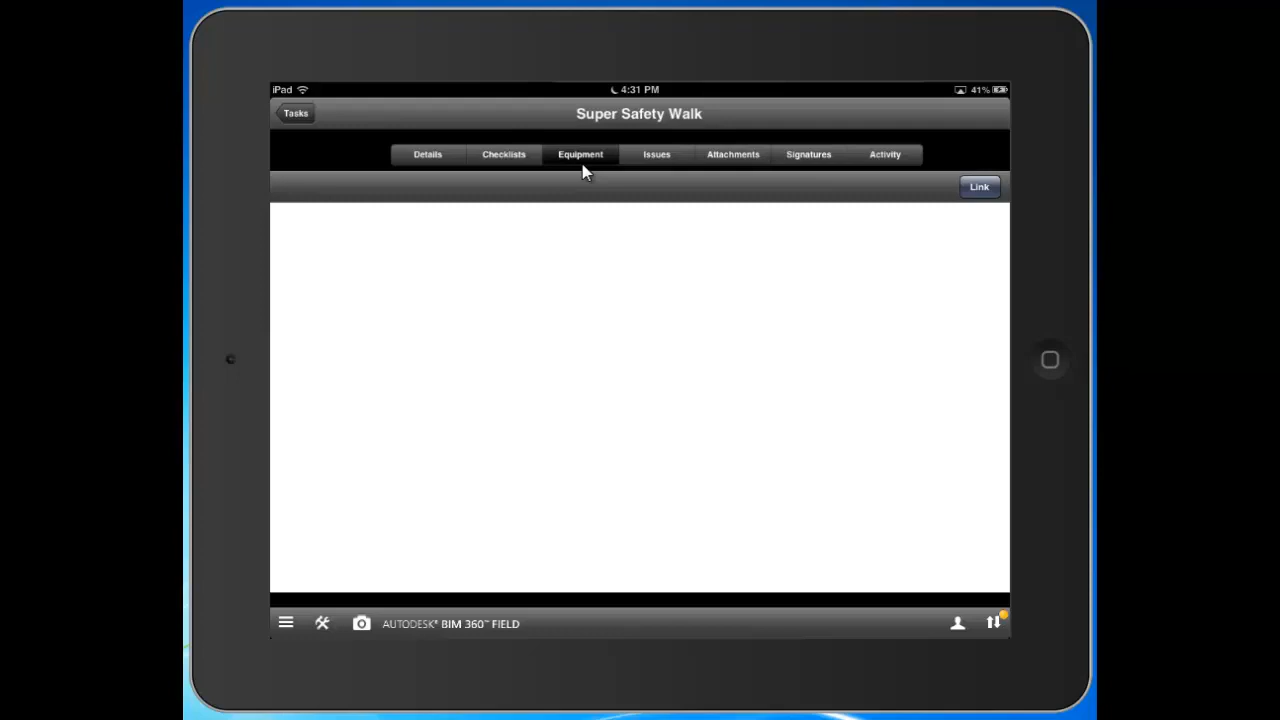 iPad 4:31 PM 41%
Tasks Super Safety Walk
Details Checklists Equipment Issues Attachments Signatures Activity
Link
AUTODESK® BIM 360™ FIELD